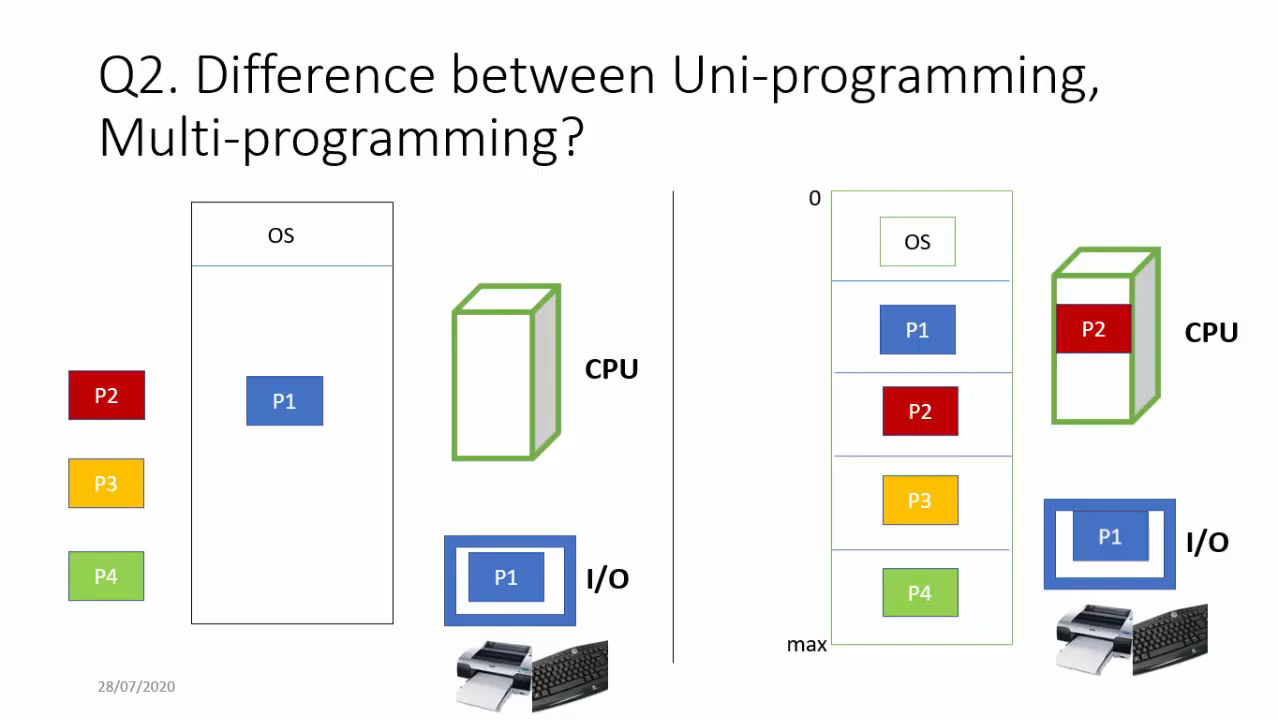 Q2. Difference between Uni-programming,
Multi-programming?
OS
P1
P2
P3
P4
CPU
P1
I/O
0
OS
P1
P2
P3
P4
max
P2
CPU
P1
I/O
28/07/2020